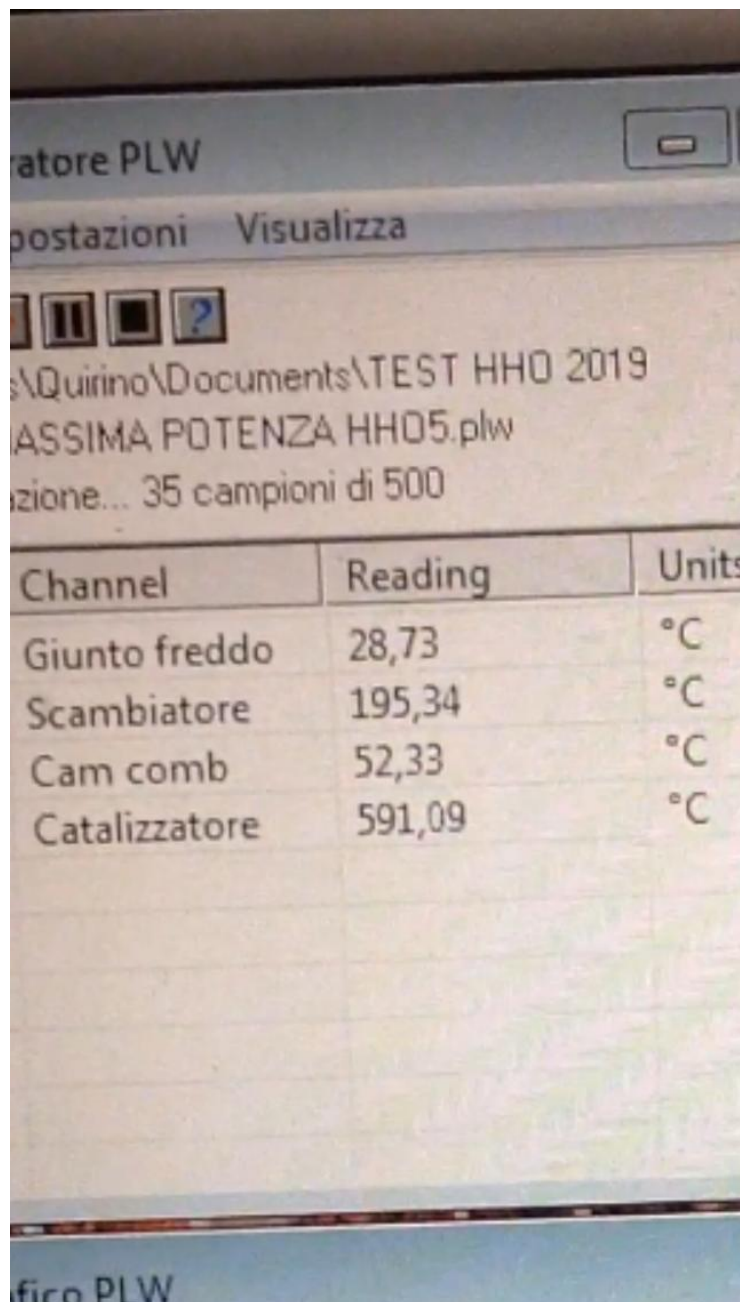 ratore PLW
postazioni Visualizza
s\Quirino\Documents\TEST HHO 2019
ASSIMA POTENZA HHO5.plw
zione... 35 campioni di 500
Channel Reading Units
Giunto freddo 28,73 °C
Scambiatore 195,34 °C
Cam comb 52,33 °C
Catalizzatore 591,09 °C
fico PLW